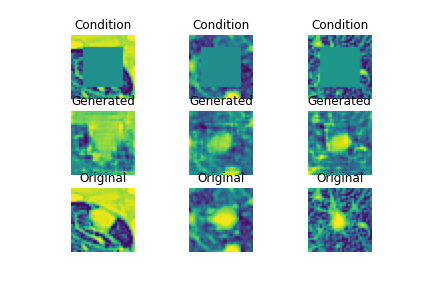 Condition Condition Condition
Generated Generated Generated
Original Original Original